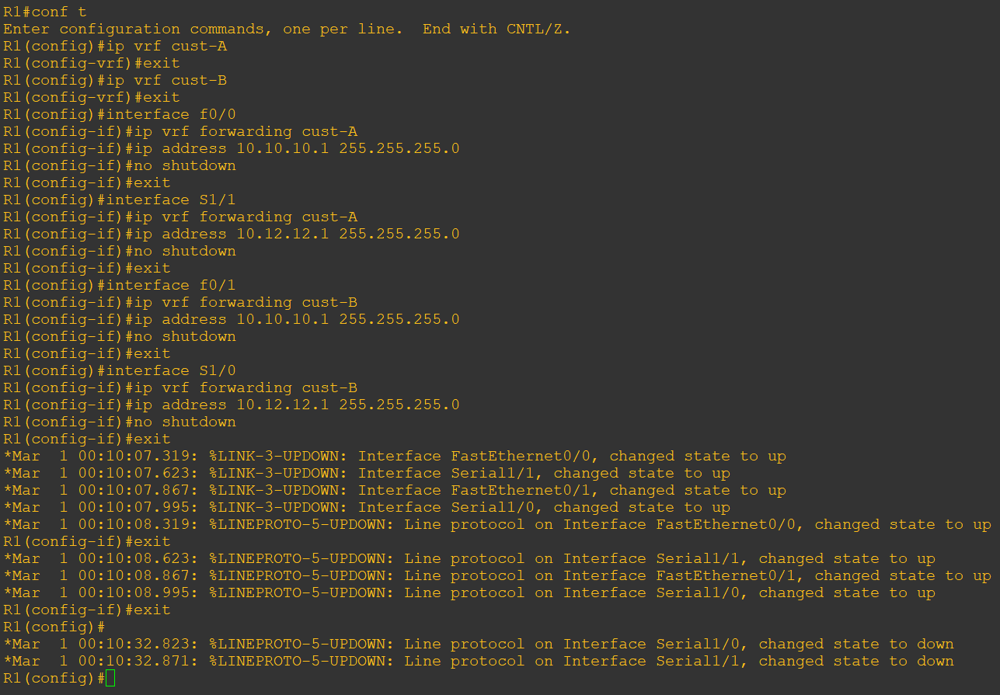 R1#conf t
Enter configuration commands, one per line.  End with CNTL/Z.
R1(config)#ip vrf cust-A
R1(config-vrf)#exit
R1(config)#ip vrf cust-B
R1(config-vrf)#exit
R1(config)#interface f0/0
R1(config-if)#ip vrf forwarding cust-A
R1(config-if)#ip address 10.10.10.1 255.255.255.0
R1(config-if)#no shutdown
R1(config-if)#exit
R1(config)#interface S1/1
R1(config-if)#ip vrf forwarding cust-A
R1(config-if)#ip address 10.12.12.1 255.255.255.0
R1(config-if)#no shutdown
R1(config-if)#exit
R1(config)#interface f0/1
R1(config-if)#ip vrf forwarding cust-B
R1(config-if)#ip address 10.10.10.1 255.255.255.0
R1(config-if)#no shutdown
R1(config-if)#exit
R1(config)#interface S1/0
R1(config-if)#ip vrf forwarding cust-B
R1(config-if)#ip address 10.12.12.1 255.255.255.0
R1(config-if)#no shutdown
R1(config-if)#exit
*Mar  1 00:10:07.319: %LINK-3-UPDOWN: Interface FastEthernet0/0, changed state to up
*Mar  1 00:10:07.623: %LINK-3-UPDOWN: Interface Serial1/1, changed state to up
*Mar  1 00:10:07.867: %LINK-3-UPDOWN: Interface FastEthernet0/1, changed state to up
*Mar  1 00:10:07.995: %LINK-3-UPDOWN: Interface Serial1/0, changed state to up
*Mar  1 00:10:08.319: %LINEPROTO-5-UPDOWN: Line protocol on Interface FastEthernet0/0, changed state to up
R1(config-if)#exit
*Mar  1 00:10:08.623: %LINEPROTO-5-UPDOWN: Line protocol on Interface Serial1/1, changed state to up
*Mar  1 00:10:08.867: %LINEPROTO-5-UPDOWN: Line protocol on Interface FastEthernet0/1, changed state to up
*Mar  1 00:10:08.995: %LINEPROTO-5-UPDOWN: Line protocol on Interface Serial1/0, changed state to up
R1(config-if)#exit
R1(config)#
*Mar  1 00:10:32.823: %LINEPROTO-5-UPDOWN: Line protocol on Interface Serial1/0, changed state to down
*Mar  1 00:10:32.871: %LINEPROTO-5-UPDOWN: Line protocol on Interface Serial1/1, changed state to down
R1(config)#